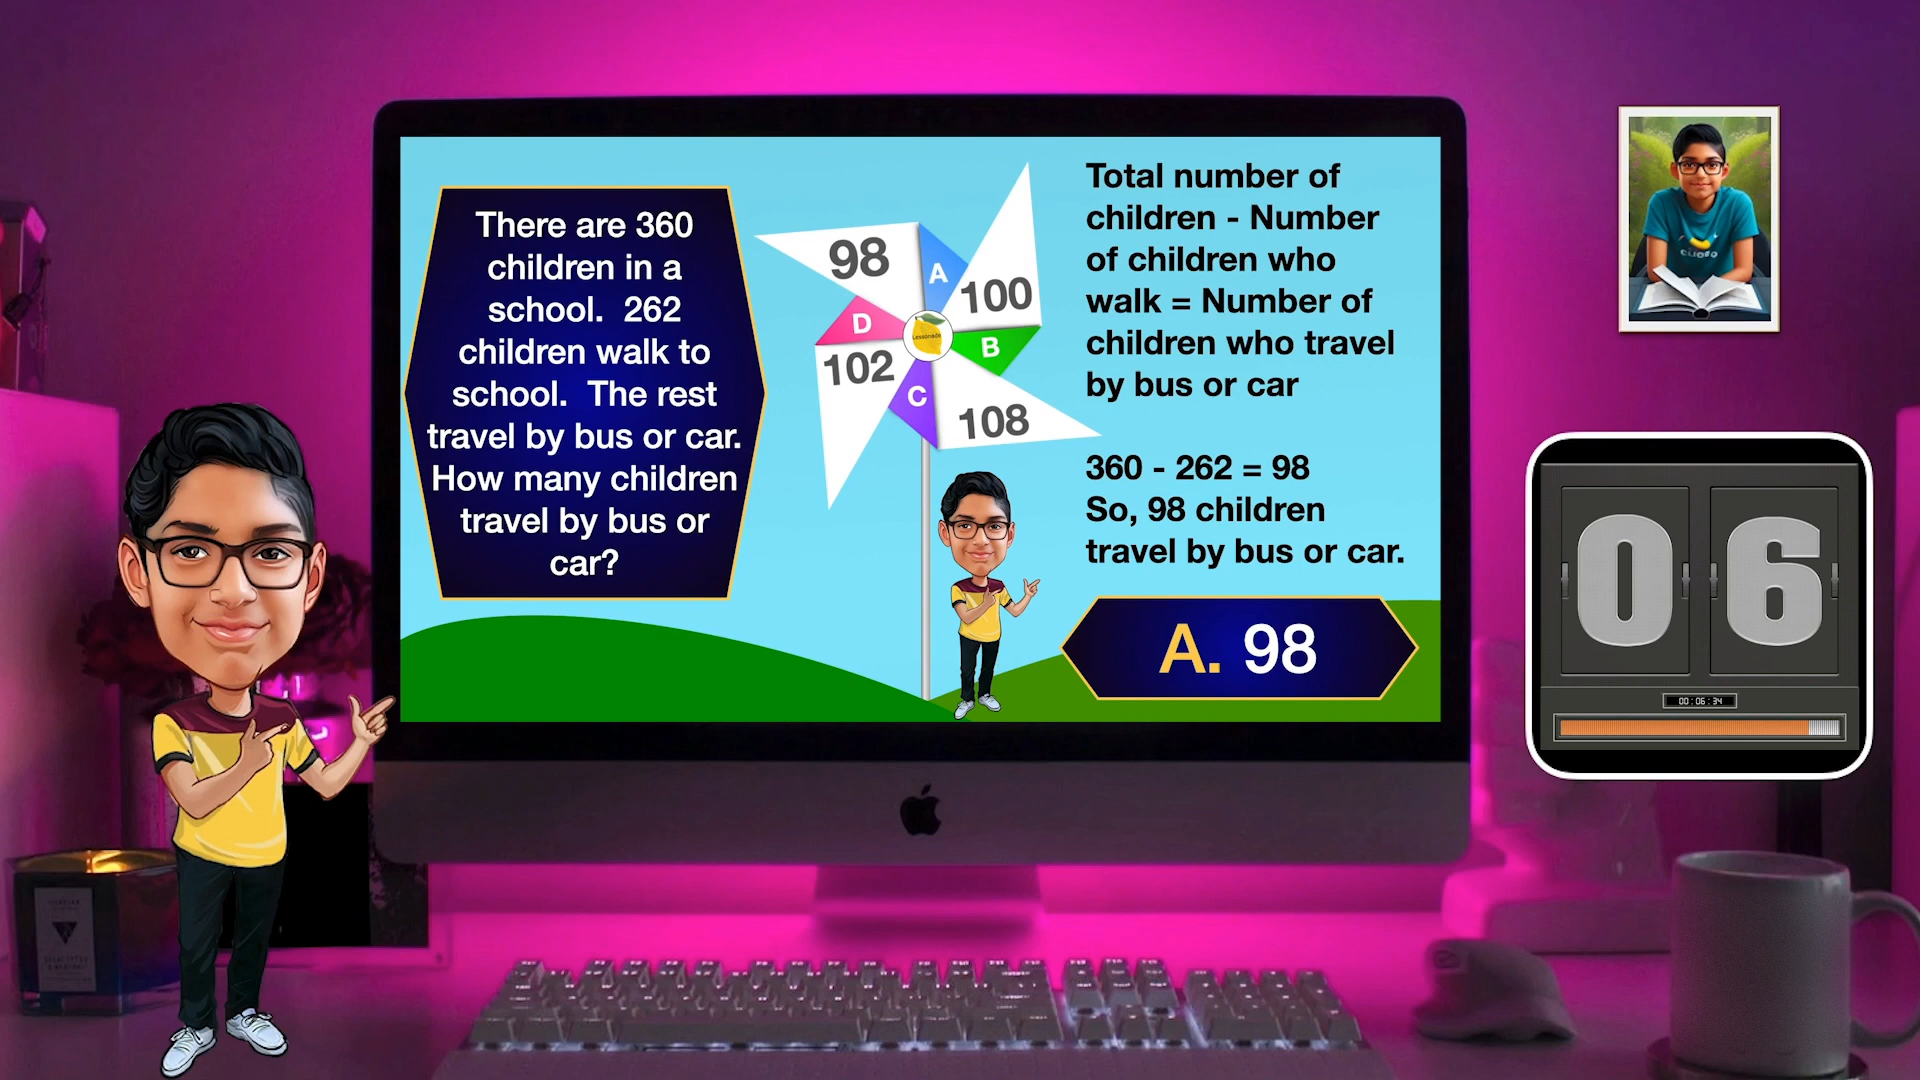 There are 360
children in a
school. 262
children walk to
school. The rest
travel by bus or car.
How many children
travel by bus or
car?
98
A
100
D
Lessonade
B
102
C
108
Total number of
children - Number
of children who
walk = Number of
children who travel
by bus or car
360 - 262 = 98
So, 98 children
travel by bus or car.
A. 98
06
00:06:34